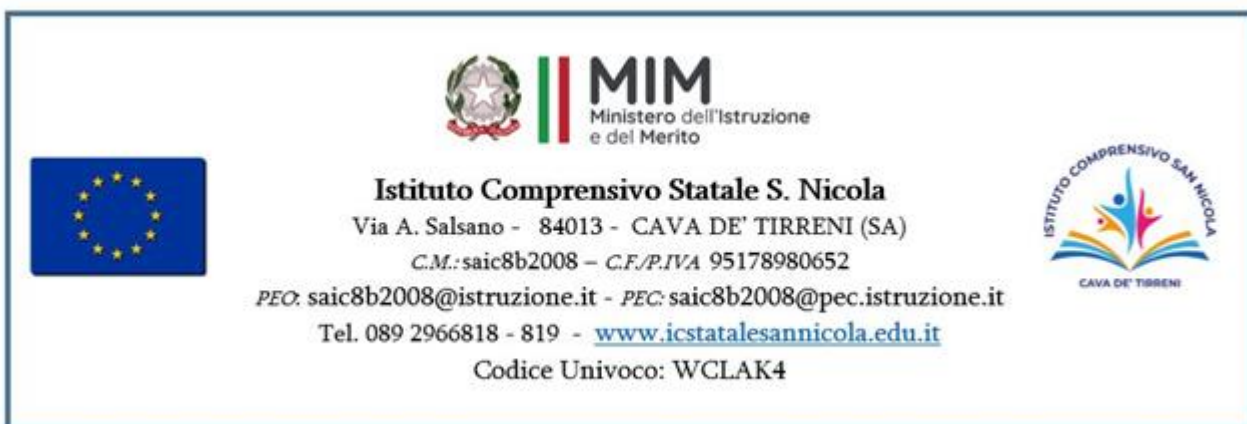 MIM
Ministero dell'Istruzione
e del Merito
Istituto Comprensivo Statale S. Nicola
Via A. Salsano - 84013 - CAVA DE' TIRRENI (SA)
C.M.: saic8b2008 – C.F./P.IVA 95178980652
PEO: saic8b2008@istruzione.it - PEC: saic8b2008@pec.istruzione.it
Tel. 089 2966818 - 819 - www.icstatalesannicola.edu.it
Codice Univoco: WCLAK4
ISTITUTO COMPRENSIVO SAN NICOLA
CAVA DE' TIRRENI